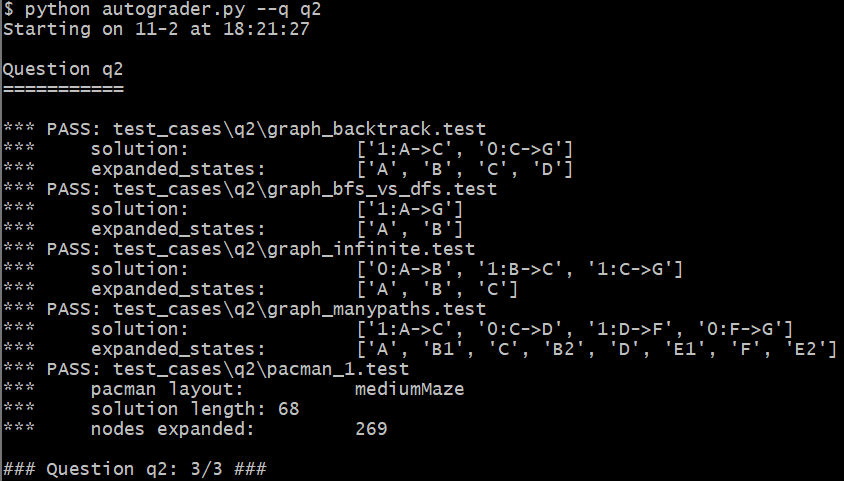 $ python autograder.py --q q2
Starting on 11-2 at 18:21:27
Question q2
===========
*** PASS: test_cases\q2\graph_backtrack.test
***     solution:               ['1:A->C', '0:C->G']
***     expanded_states:        ['A', 'B', 'C', 'D']
*** PASS: test_cases\q2\graph_bfs_vs_dfs.test
***     solution:               ['1:A->G']
***     expanded_states:        ['A', 'B']
*** PASS: test_cases\q2\graph_infinite.test
***     solution:               ['0:A->B', '1:B->C', '1:C->G']
***     expanded_states:        ['A', 'B', 'C']
*** PASS: test_cases\q2\graph_manypaths.test
***     solution:               ['1:A->C', '0:C->D', '1:D->F', '0:F->G']
***     expanded_states:        ['A', 'B1', 'C', 'B2', 'D', 'E1', 'F', 'E2']
*** PASS: test_cases\q2\pacman_1.test
***     pacman layout:          mediumMaze
***     solution length: 68
***     nodes expanded:         269
### Question q2: 3/3 ###